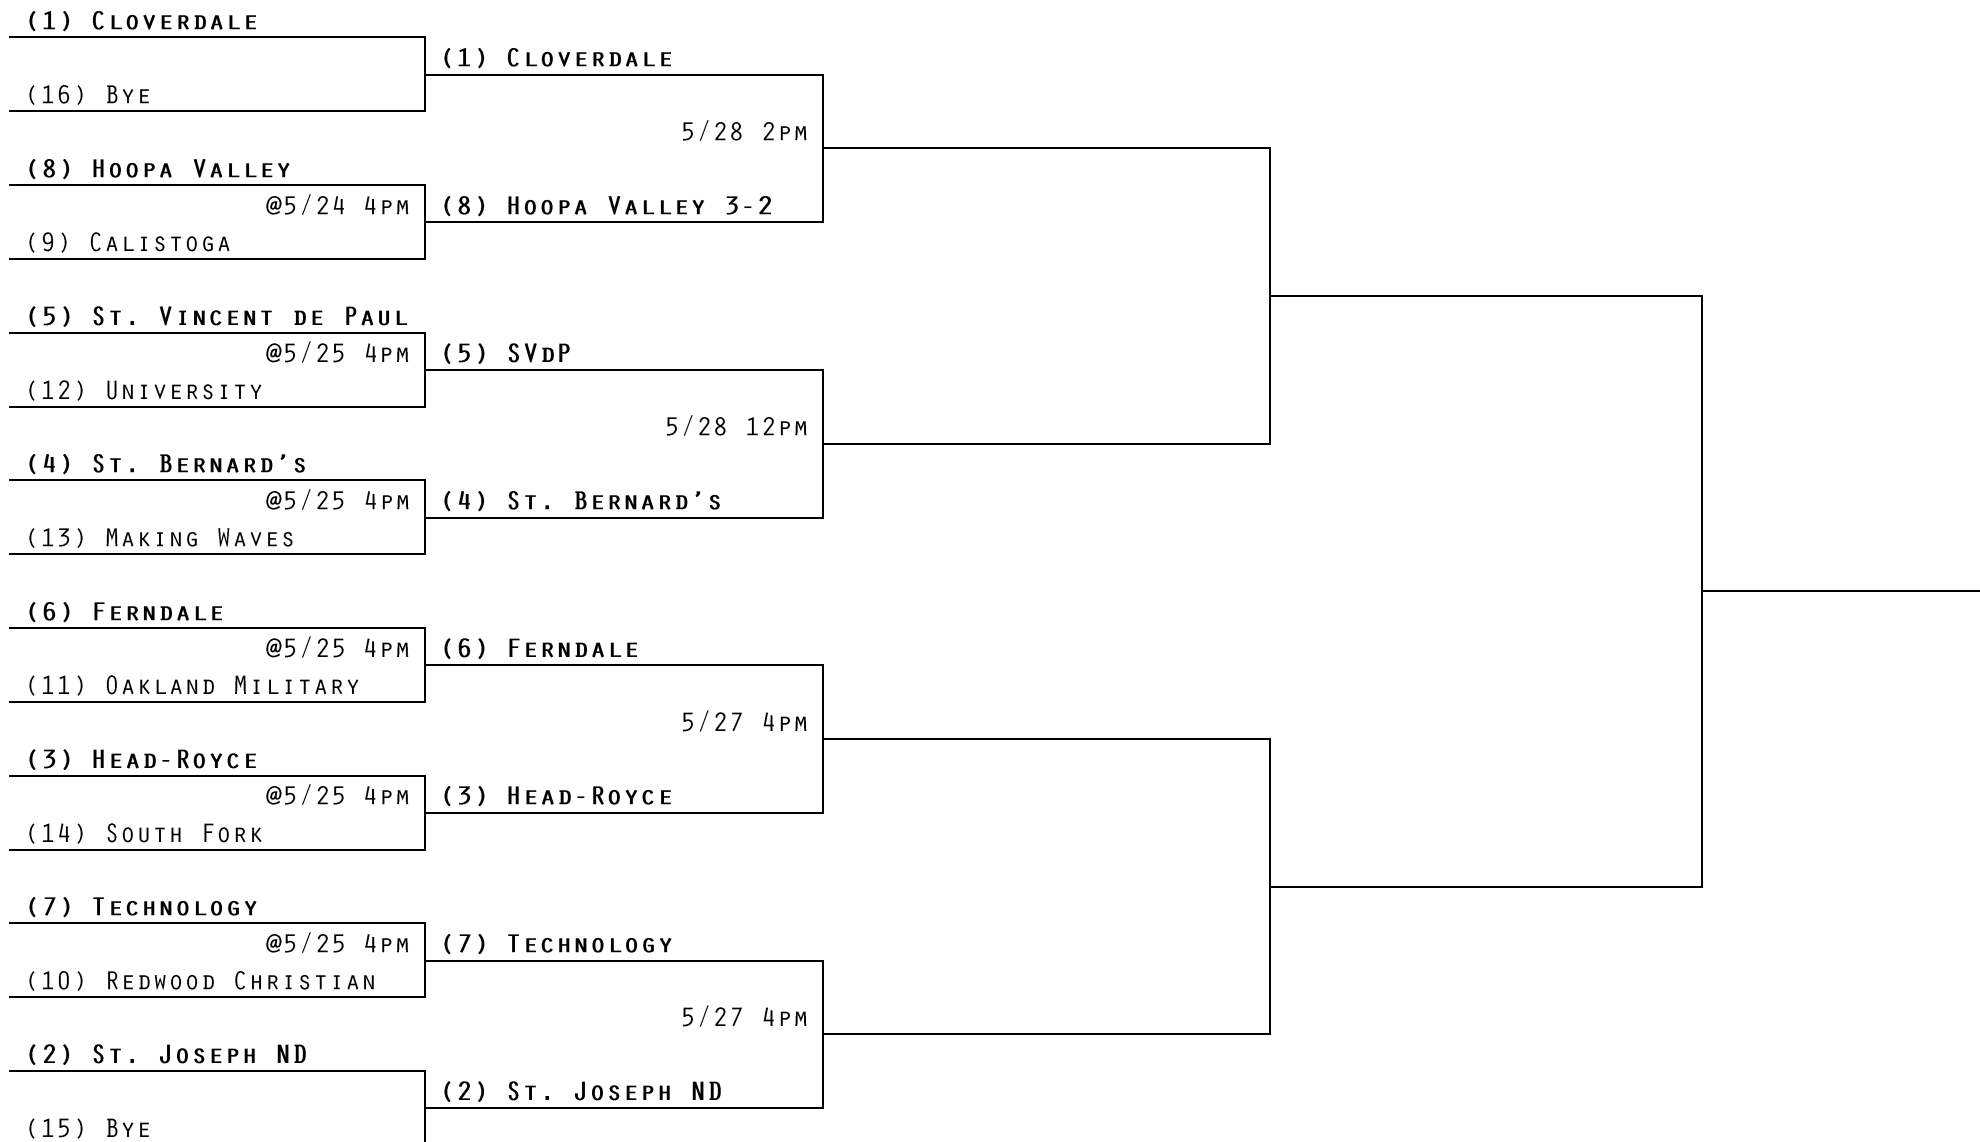 (1) Cloverdale
(1) Cloverdale
(16) Bye
5/28 2pm
(8) Hoopa Valley
@5/24 4pm
(8) Hoopa Valley 3-2
(9) Calistoga
(5) St. Vincent de Paul
@5/25 4pm
(5) SVdP
(12) University
5/28 12pm
(4) St. Bernard's
@5/25 4pm
(4) St. Bernard's
(13) Making Waves
(6) Ferndale
@5/25 4pm
(6) Ferndale
(11) Oakland Military
5/27 4pm
(3) Head-Royce
@5/25 4pm
(3) Head-Royce
(14) South Fork
(7) Technology
@5/25 4pm
(7) Technology
(10) Redwood Christian
5/27 4pm
(2) St. Joseph ND
(2) St. Joseph ND
(15) Bye